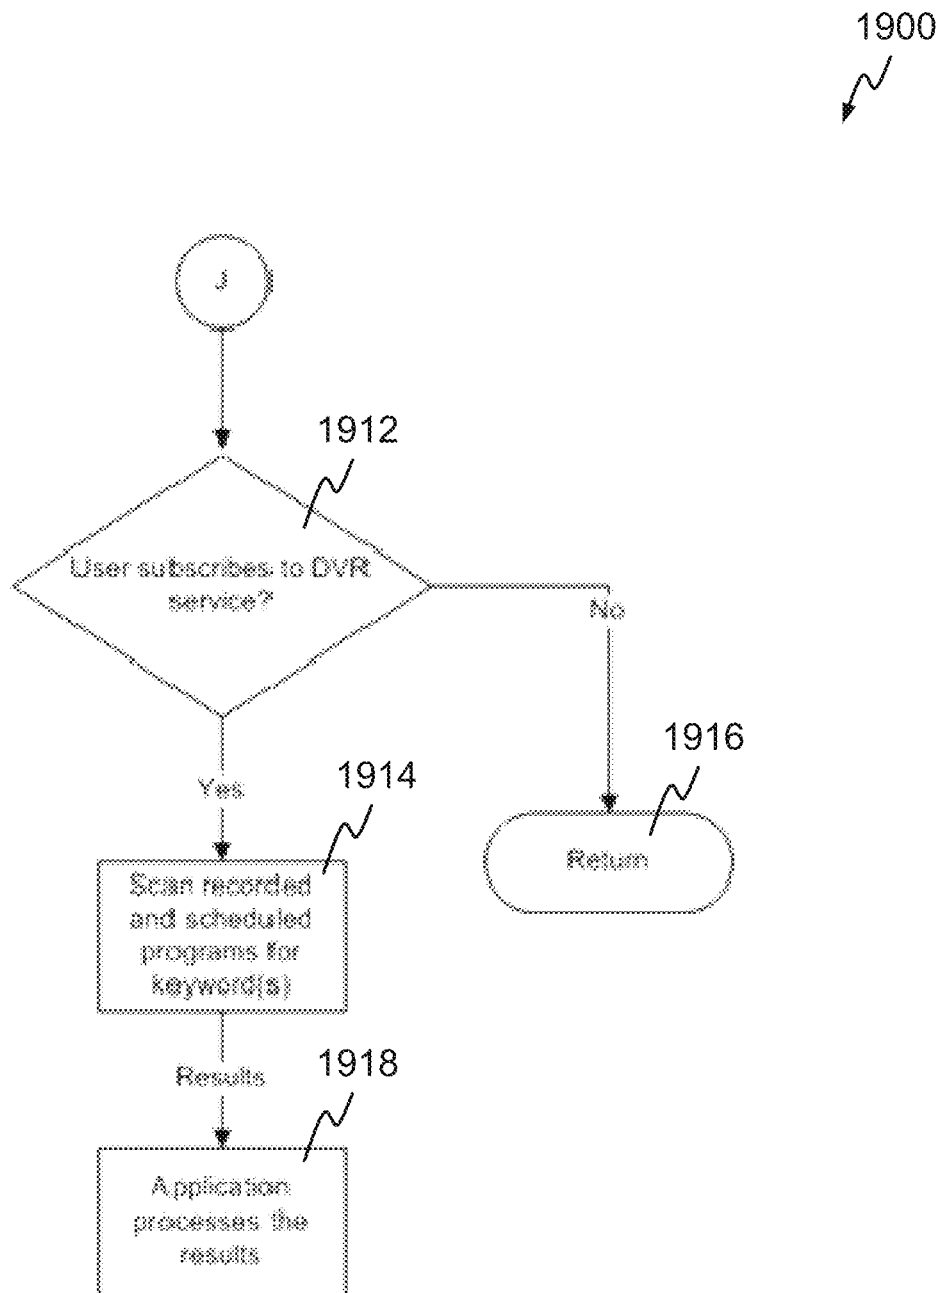 1900
J
1912
User subscribes to DVR
service?
No
Yes
1914
1916
Return
Scan recorded
and scheduled
programs for
keyword(s)
Results
1918
Application
processes the
results